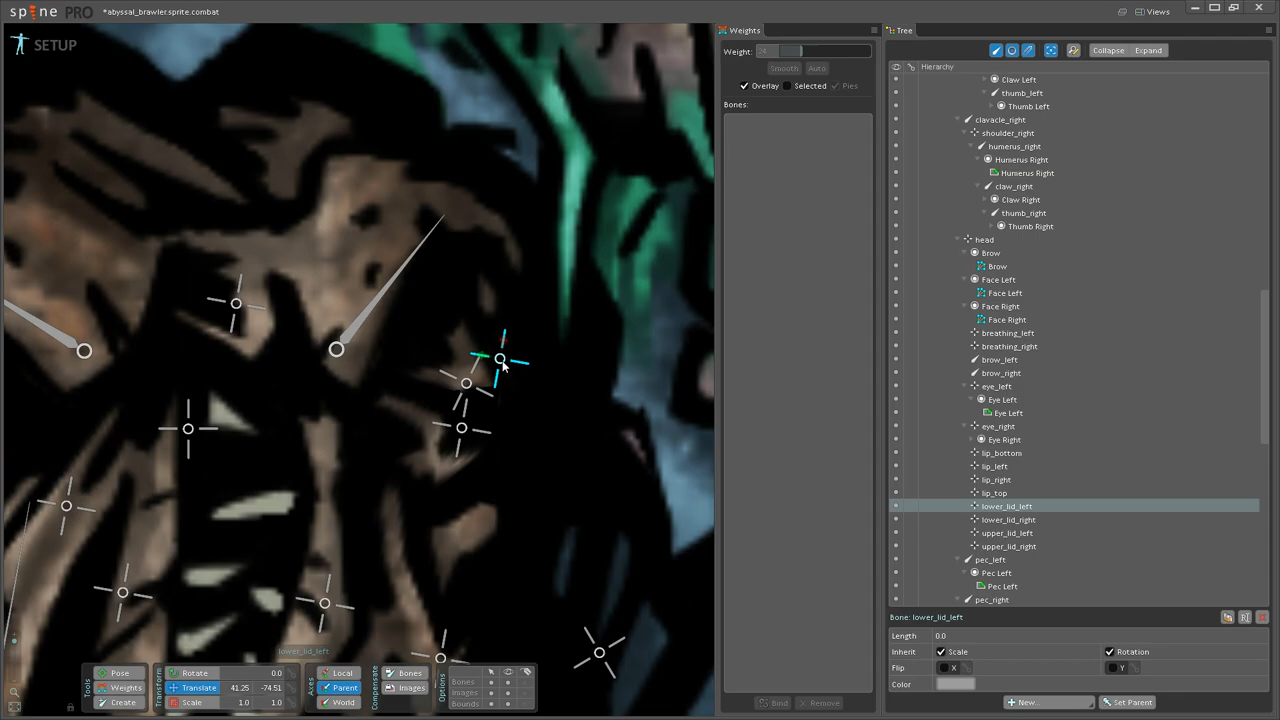 spine PRO
*abyssal_brawler.sprite.combat
Views
SETUP
Weights
Weight: 24
Smooth Auto
Overlay Selected Pies
Bones:
Bind Remove
Tree
Collapse Expand
Hierarchy
Claw Left
thumb_left
Thumb Left
clavacle_right
shoulder_right
humerus_right
Humerus Right
Humerus Right
claw_right
Claw Right
thumb_right
Thumb Right
head
Brow
Brow
Face Left
Face Left
Face Right
Face Right
breathing_left
breathing_right
brow_left
brow_right
eye_left
Eye Left
Eye Left
eye_right
Eye Right
lip_bottom
lip_left
lip_right
lip_top
lower_lid_left
lower_lid_right
upper_lid_left
upper_lid_right
pec_left
Pec Left
Pec Left
pec_right
Bone: lower_lid_left
Length 0.0
Inherit Scale Rotation
Flip X Y
Color
New... Set Parent
lower_lid_left
Tools
Pose
Weights
Create
Transform
Rotate 0.0
Translate 41.25 -74.51
Scale 1.0 1.0
Axes
Local
Parent
World
Compensate
Bones
Images
Options
Bones
Images
Bounds